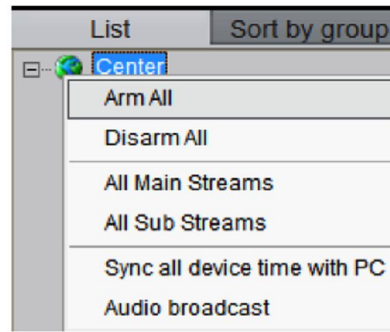 List Sort by group
Center
Arm All
Disarm All
All Main Streams
All Sub Streams
Sync all device time with PC
Audio broadcast